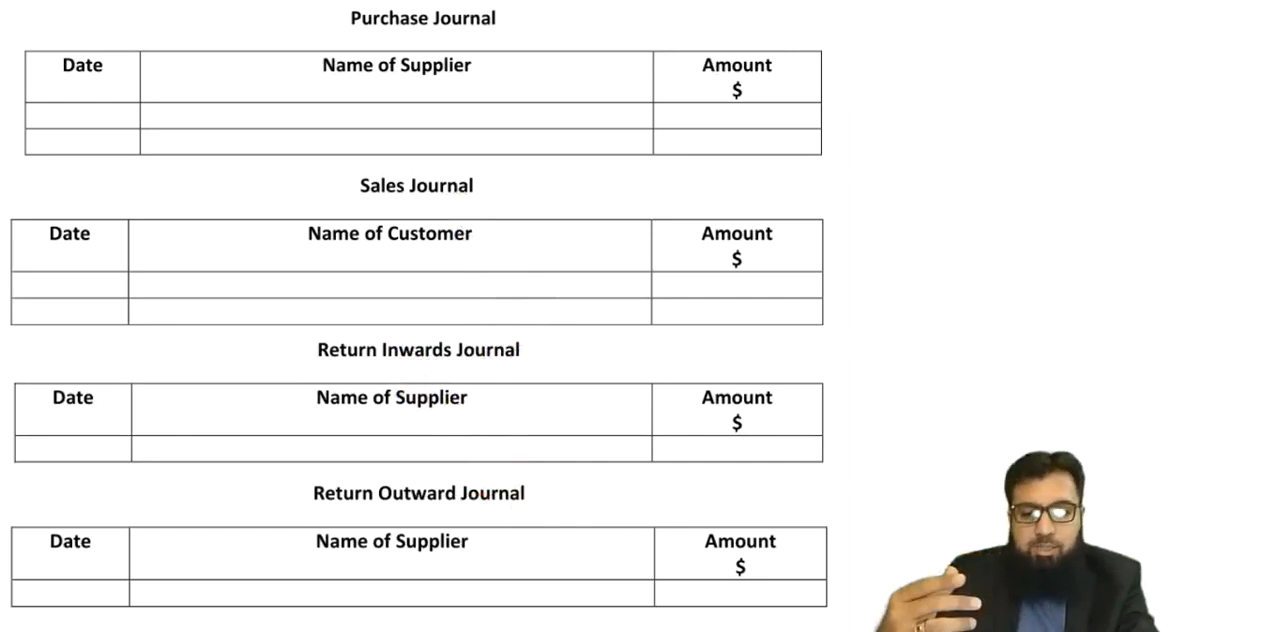 Purchase Journal
Date Name of Supplier Amount
$
Sales Journal
Date Name of Customer Amount
$
Return Inwards Journal
Date Name of Supplier Amount
$
Return Outward Journal
Date Name of Supplier Amount
$